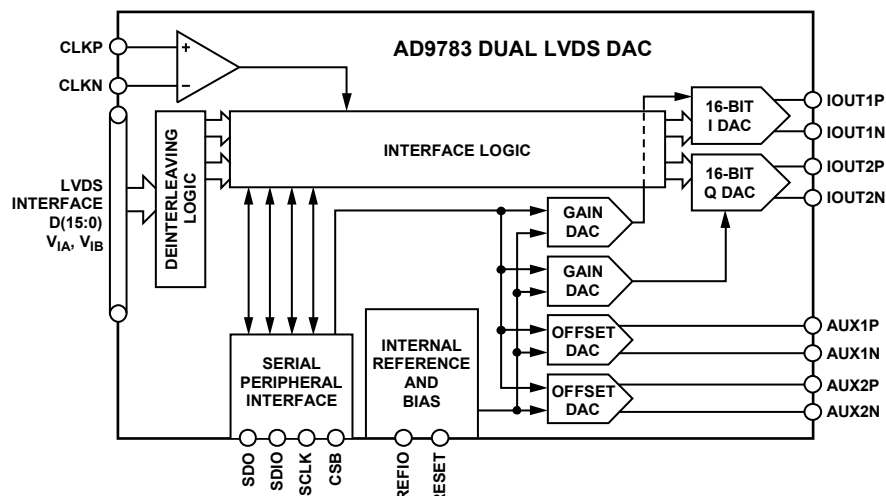 AD9783 DUAL LVDS DAC
CLKP
CLKN
+
−
LVDS
INTERFACE
D(15:0)
VIA, VIB
DEINTERLEAVING
LOGIC
INTERFACE LOGIC
16-BIT
I DAC
16-BIT
Q DAC
IOUT1P
IOUT1N
IOUT2P
IOUT2N
GAIN
DAC
GAIN
DAC
OFFSET
DAC
OFFSET
DAC
AUX1P
AUX1N
AUX2P
AUX2N
SERIAL
PERIPHERAL
INTERFACE
INTERNAL
REFERENCE
AND
BIAS
SDO
SDIO
SCLK
CSB
REFIO
RESET